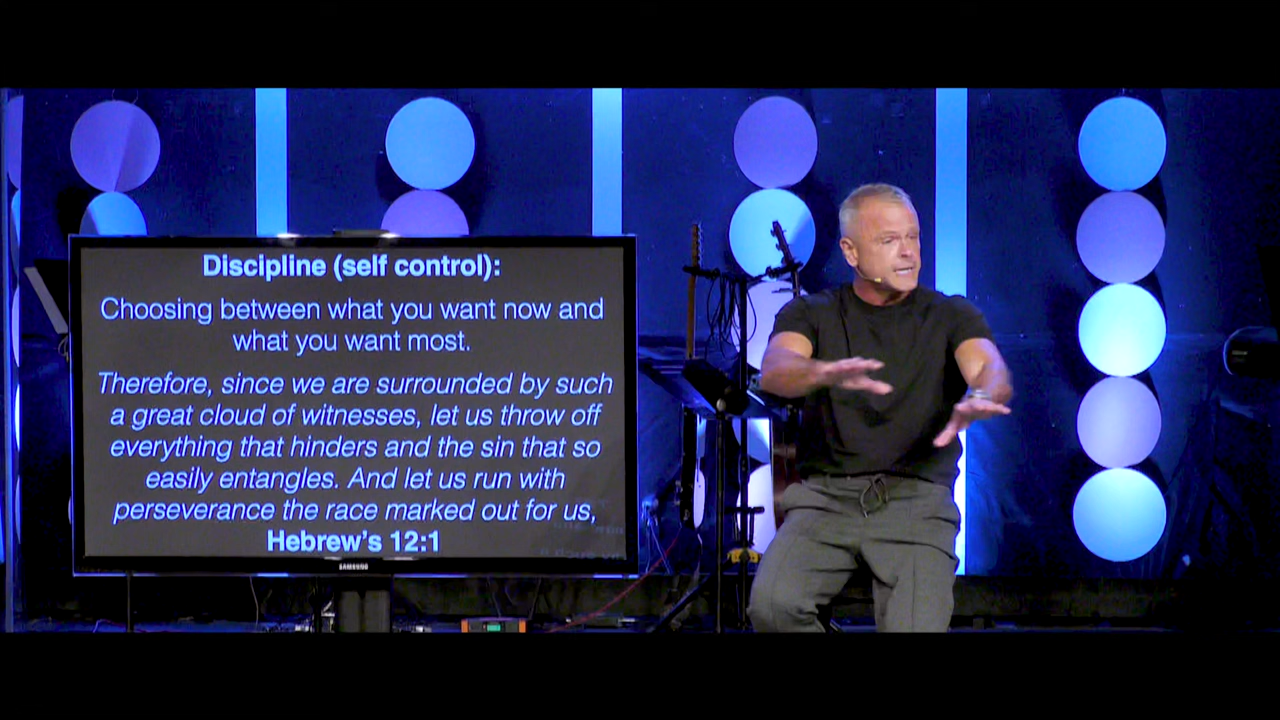 Discipline (self control):
Choosing between what you want now and
what you want most.
Therefore, since we are surrounded by such
a great cloud of witnesses, let us throw off
everything that hinders and the sin that so
easily entangles. And let us run with
perseverance the race marked out for us,
Hebrew's 12:1
SAMSUNG